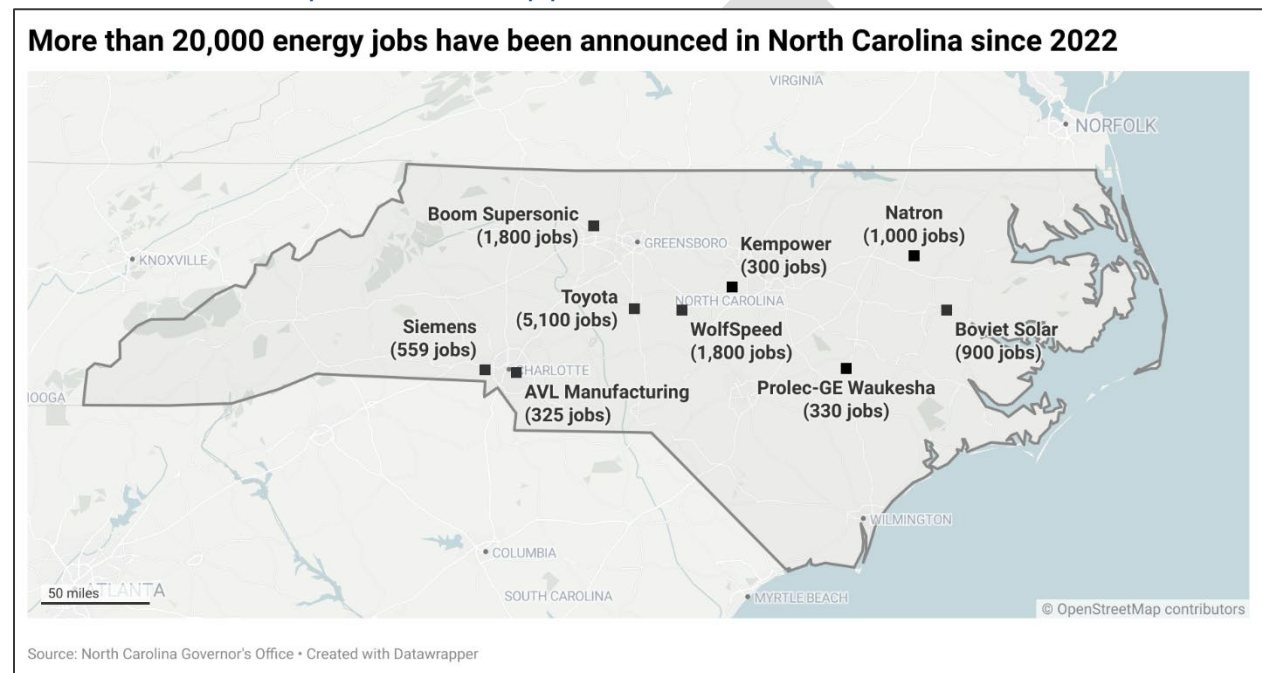 More than 20,000 energy jobs have been announced in North Carolina since 2022
VIRGINIA
NORFOLK
Boom Supersonic
(1,800 jobs)
GREENSBORO
Natron
(1,000 jobs)
Kempower
(300 jobs)
KNOXVILLE
Toyota
(5,100 jobs)
NORTH CAROLINA
WolfSpeed
(1,800 jobs)
Boviet Solar
(900 jobs)
Siemens
(559 jobs)
CHARLOTTE
AVL Manufacturing
(325 jobs)
Prolec-GE Waukesha
(330 jobs)
OOGA
WILMINGTON
COLUMBIA
ATLANTA
50 miles
SOUTH CAROLINA
MYRTLE BEACH
© OpenStreetMap contributors
Source: North Carolina Governor's Office • Created with Datawrapper